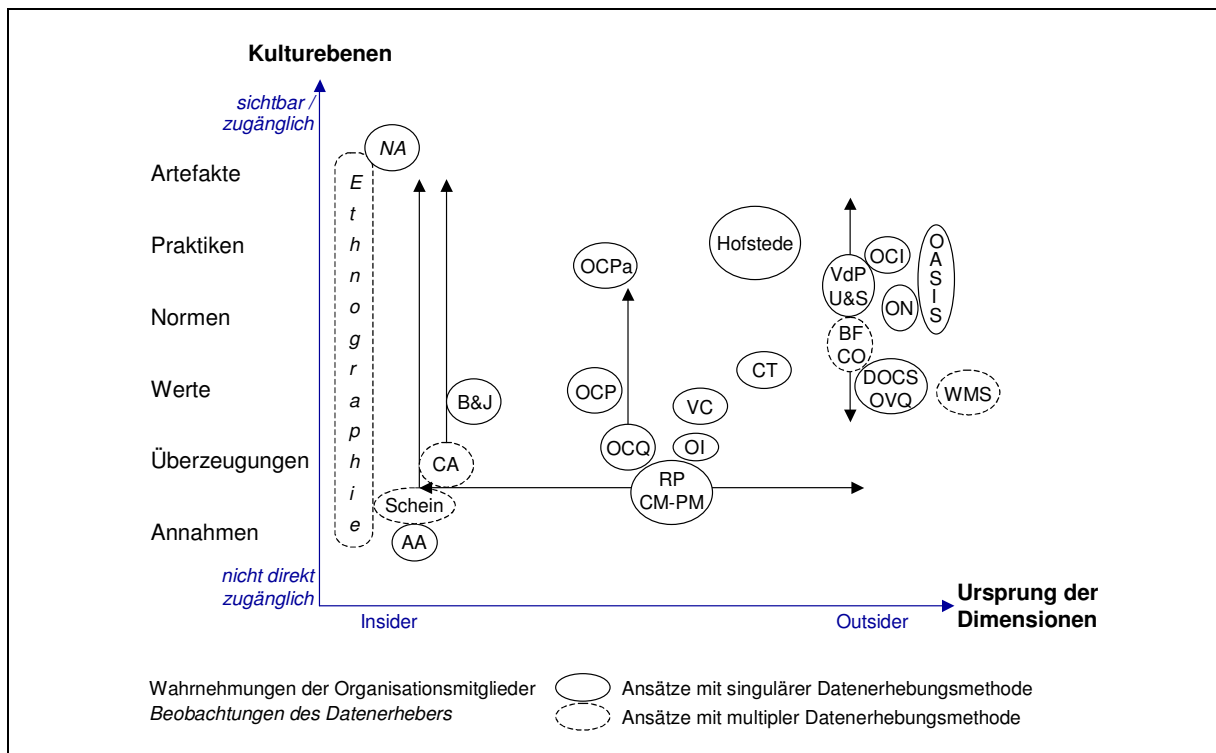 Kulturebenen
sichtbar /
zugänglich
Artefakte
Praktiken
Normen
Werte
Überzeugungen
Annahmen
nicht direkt
zugänglich
NA
Ethnographie
B&J
CA
Schein
AA
OCPa
OCP
OCQ
VC
OI
RP
CM-PM
Hofstede
CT
VdP
U&S
BF
CO
OCI
ON
OASIS
DOCS
OVQ
WMS
Insider
Outsider
Ursprung der
Dimensionen
Wahrnehmungen der Organisationsmitglieder
Beobachtungen des Datenerhebers
Ansätze mit singulärer Datenerhebungsmethode
Ansätze mit multipler Datenerhebungsmethode